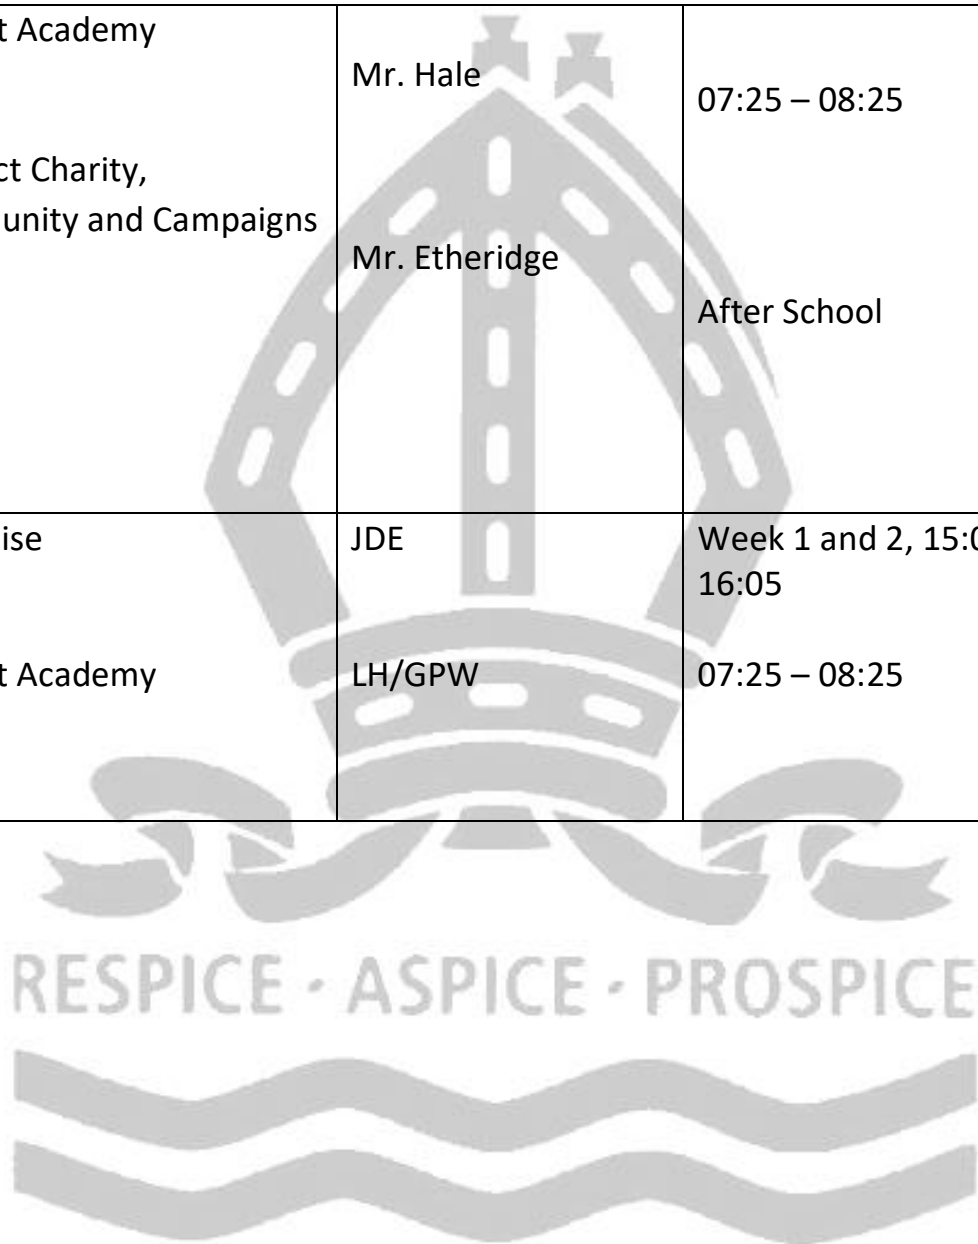 t Academy
Mr. Hale
07:25 – 08:25
ct Charity,
unity and Campaigns
Mr. Etheridge
After School
ise
JDE
Week 1 and 2, 15:0
16:05
t Academy
LH/GPW
07:25 – 08:25
RESPICE · ASPICE · PROSPICE